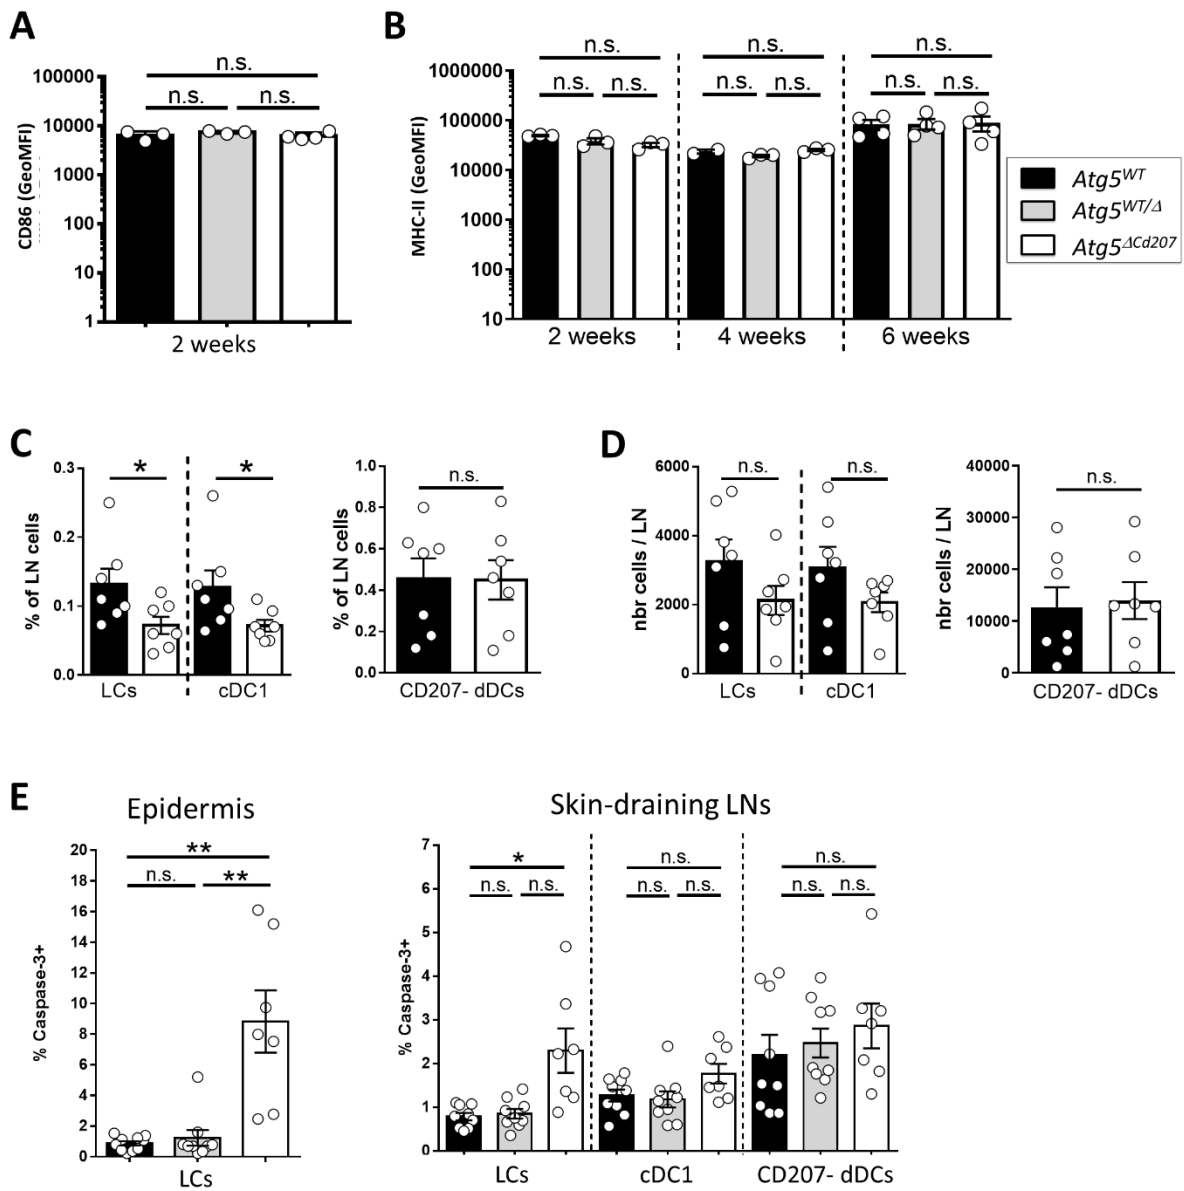 A
CD86 (GeoMFI)
100000
10000
1000
100
10
1
n.s.
n.s.
n.s.
2 weeks
B
MHC-II (GeoMFI)
1000000
100000
10000
1000
100
10
n.s.
n.s.
n.s.
n.s.
n.s.
n.s.
n.s.
n.s.
n.s.
2 weeks
4 weeks
6 weeks
Atg5WT
Atg5WT/Δ
Atg5ΔCd207
C
% of LN cells
0.3
0.2
0.1
0.0
*
*
LCs
cDC1
% of LN cells
1.0
0.8
0.6
0.4
0.2
0.0
n.s.
CD207- dDCs
D
nbr cells / LN
6000
4000
2000
0
n.s.
n.s.
LCs
cDC1
nbr cells / LN
40000
30000
20000
10000
0
n.s.
CD207- dDCs
E
Epidermis
% Caspase-3+
20
18
16
14
12
10
8
6
4
2
0
**
n.s.
**
LCs
Skin-draining LNs
% Caspase-3+
7
6
5
4
3
2
1
0
*
n.s.
n.s.
n.s.
n.s.
n.s.
n.s.
n.s.
n.s.
LCs
cDC1
CD207- dDCs